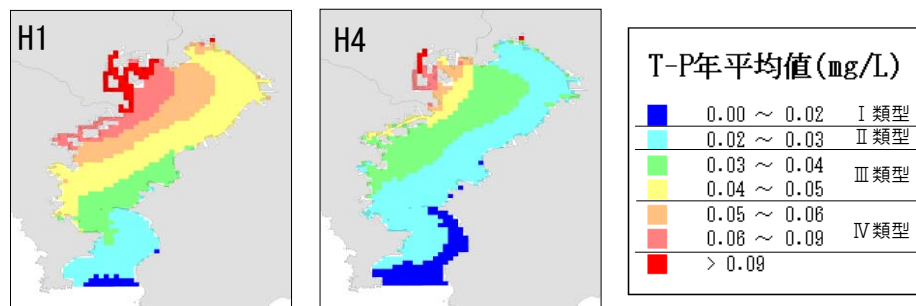 H1
H4
T-P年平均値(mg/L)
0.00 ～ 0.02 Ⅰ類型
0.02 ～ 0.03 Ⅱ類型
0.03 ～ 0.04
Ⅲ類型
0.04 ～ 0.05
0.05 ～ 0.06
Ⅳ類型
0.06 ～ 0.09
> 0.09